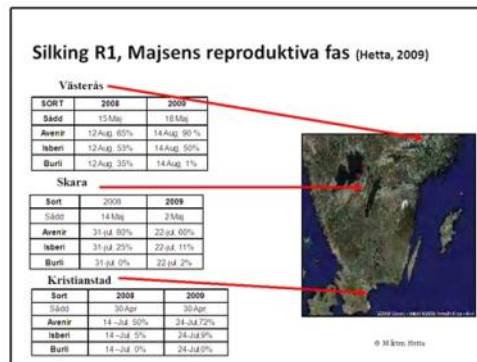 Silking R1, Majsens reproduktiva fas (Hetta, 2009)
Västerås
SORT 2008 2009
Sådd 15 Maj 18 Maj
Avenir 12 Aug. 65% 14 Aug. 90 %
Isberi 12 Aug. 53% 14 Aug. 50%
Burli 12 Aug. 35% 14 Aug. 1%
Skara
Sort 2008 2009
Sådd 14 Maj 2 Maj
Avenir 31-jul. 80% 22-jul.
Isberi 31-jul. 25% 22-jul. 11%
Burli 31-jul. 0% 22-jul. 2%
Kristianstad
Sort 2008 2009
Sådd 30 Apr 30 Apr
Avenir 14 –Jul. 50% 24-Jul.72%
Isberi 14 –Jul. 5% 24-Jul.9%
Burli 14 –Jul. 0% 24-Jul.0%
© Mårten Hetta